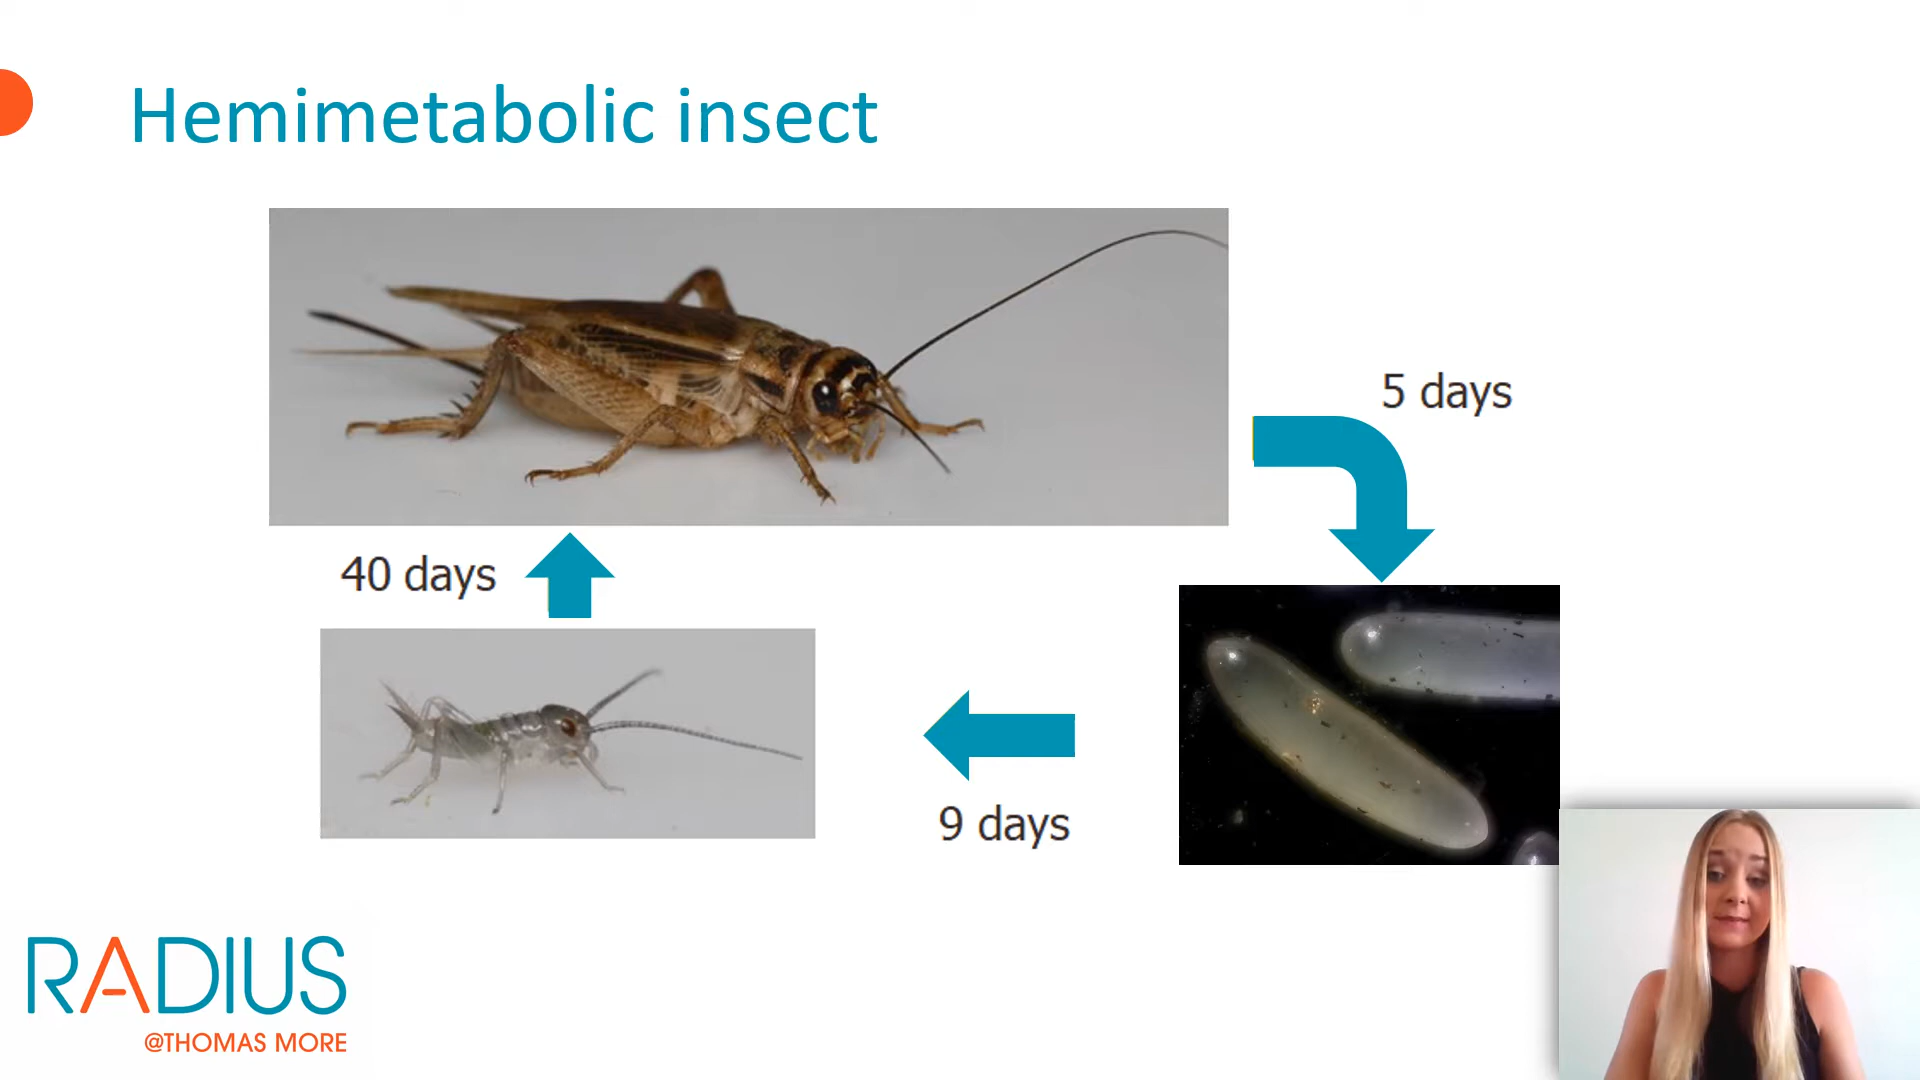 Hemimetabolic insect
5 days
40 days
9 days
RADIUS
@THOMAS MORE